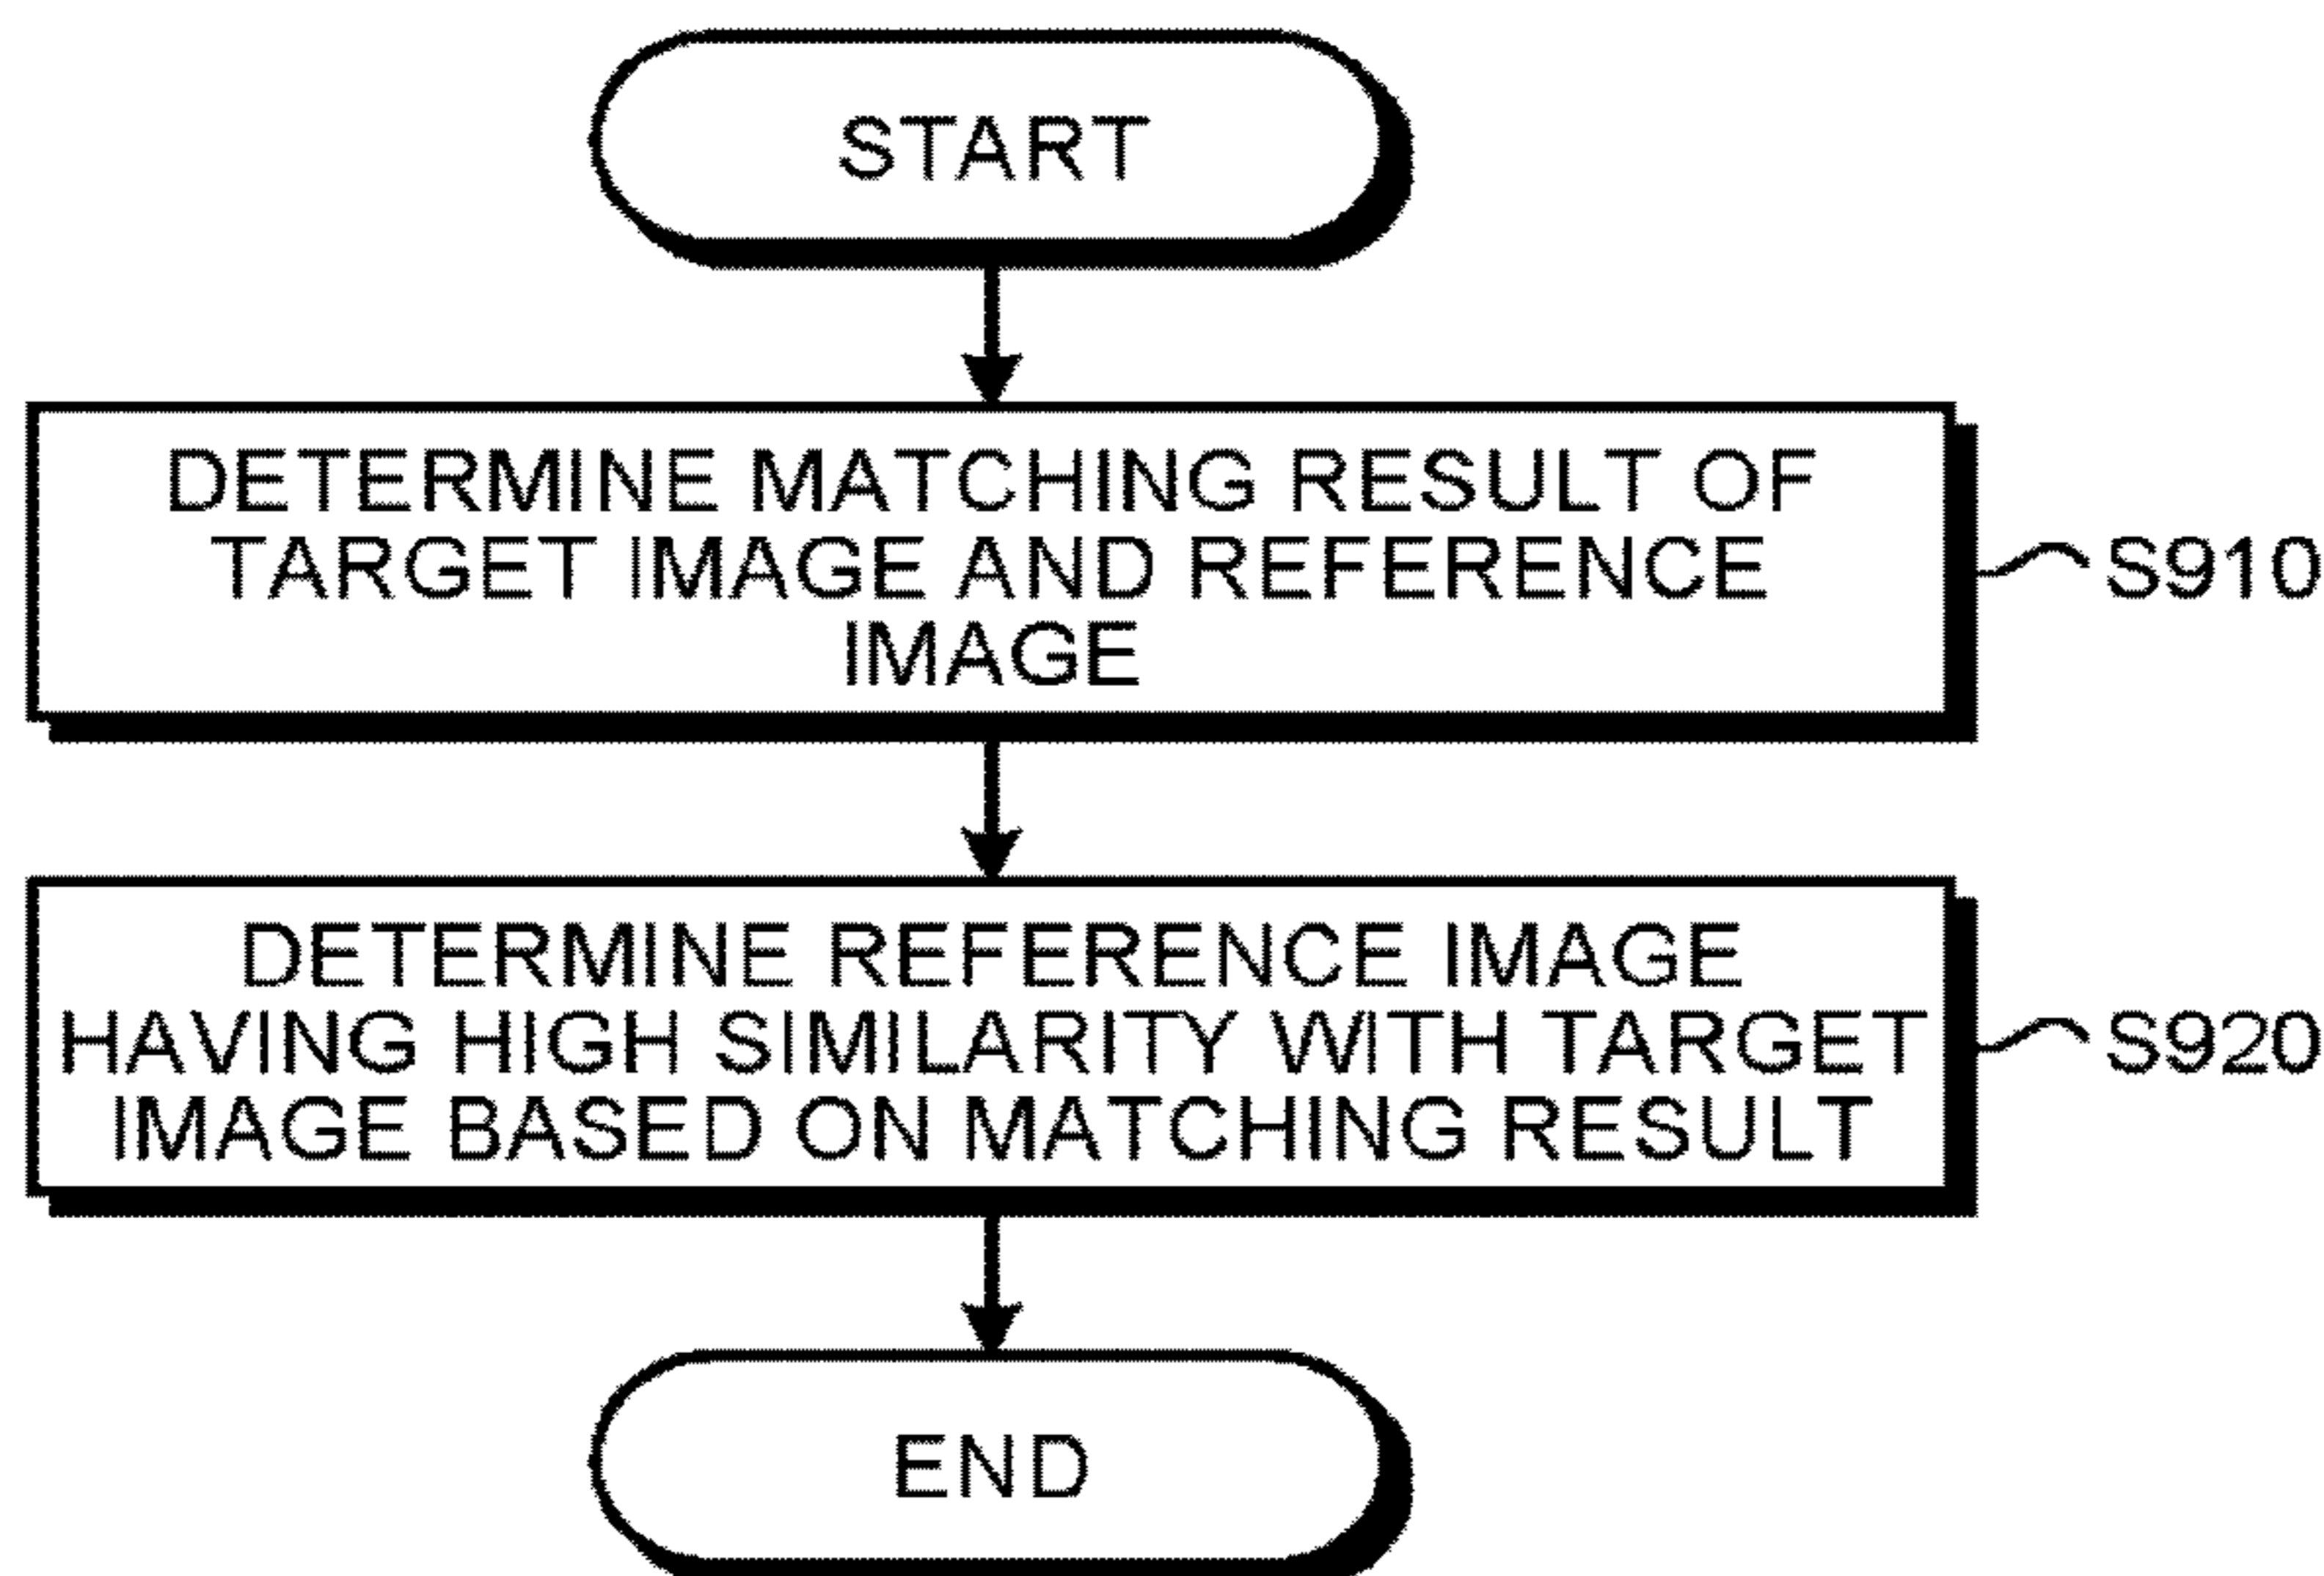 START
DETERMINE MATCHING RESULT OF
TARGET IMAGE AND REFERENCE
IMAGE
S910
DETERMINE REFERENCE IMAGE
HAVING HIGH SIMILARITY WITH TARGET
IMAGE BASED ON MATCHING RESULT
S920
END